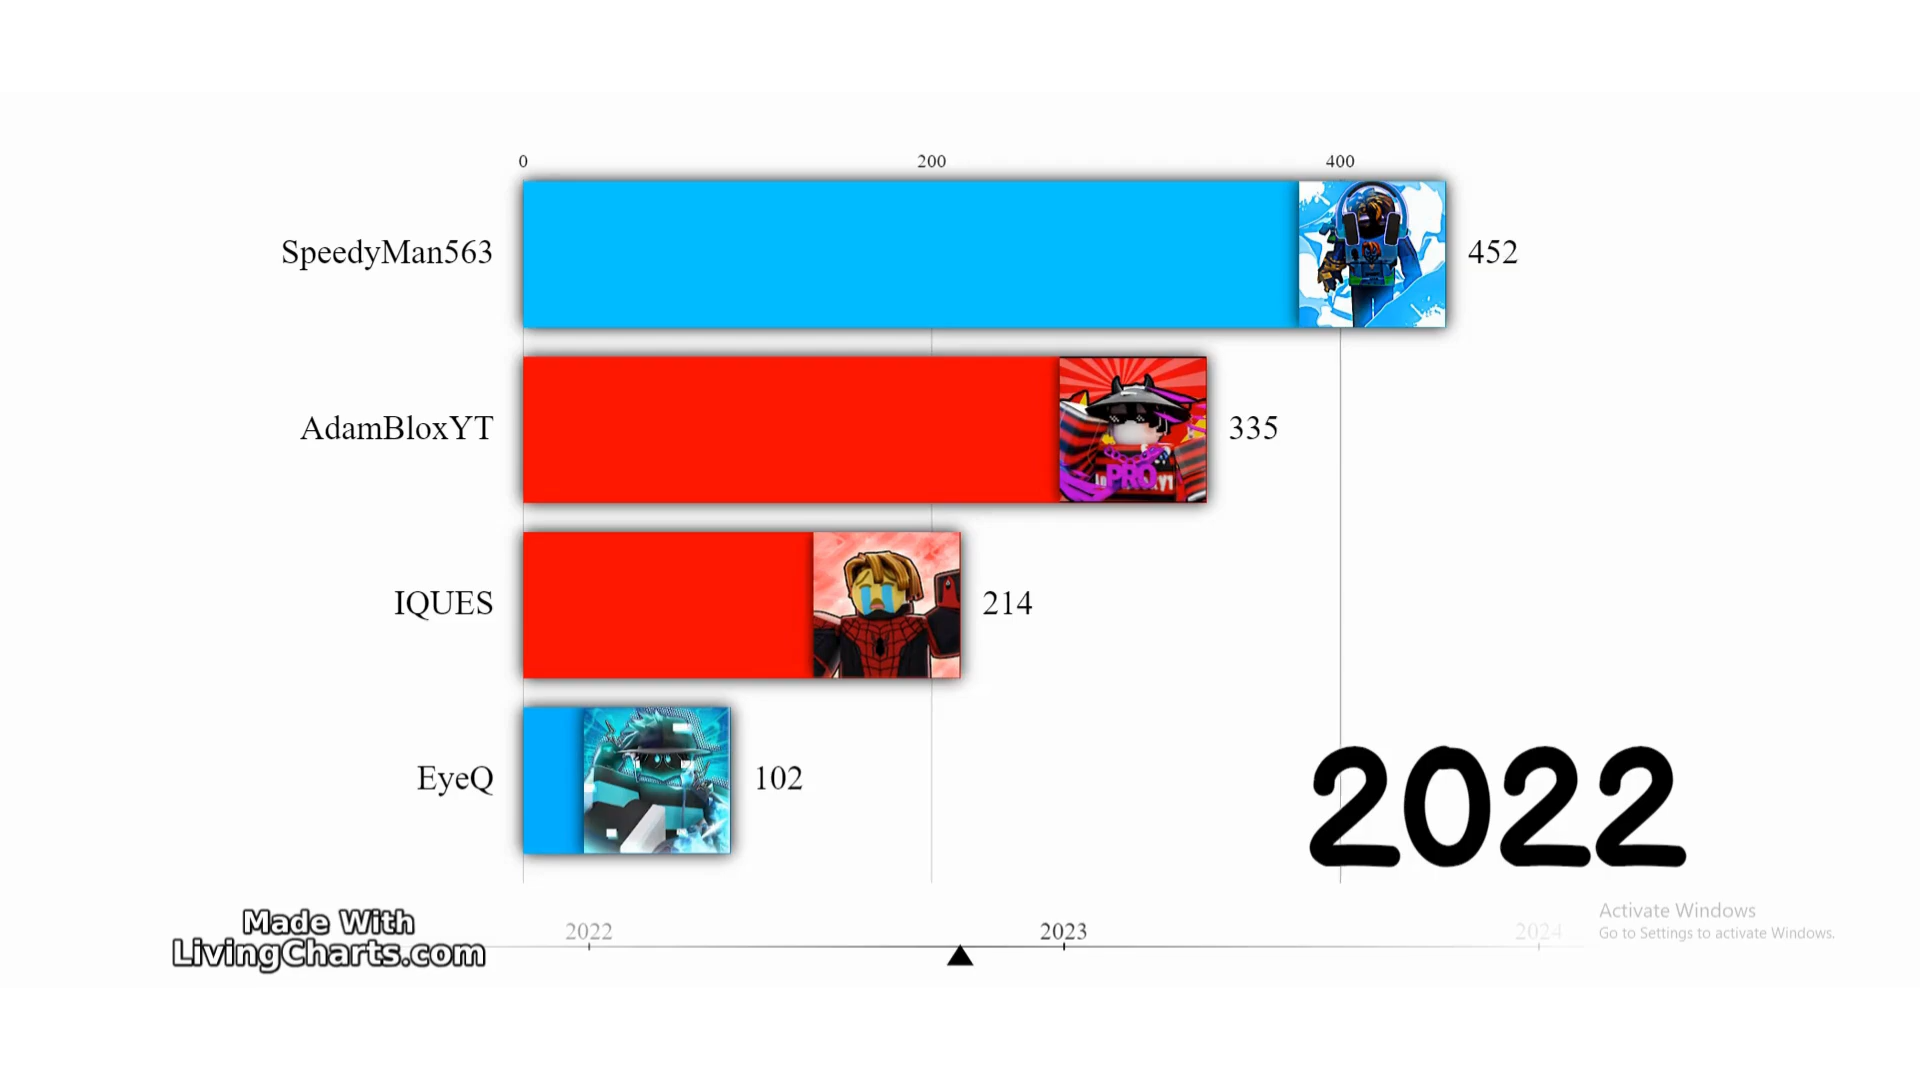 0 200 400
SpeedyMan563 452
AdamBloxYT 335
PRO
IQUES 214
EyeQ 102
2022
Made With
LivingCharts.com
2022 2023 2024
Activate Windows
Go to Settings to activate Windows.